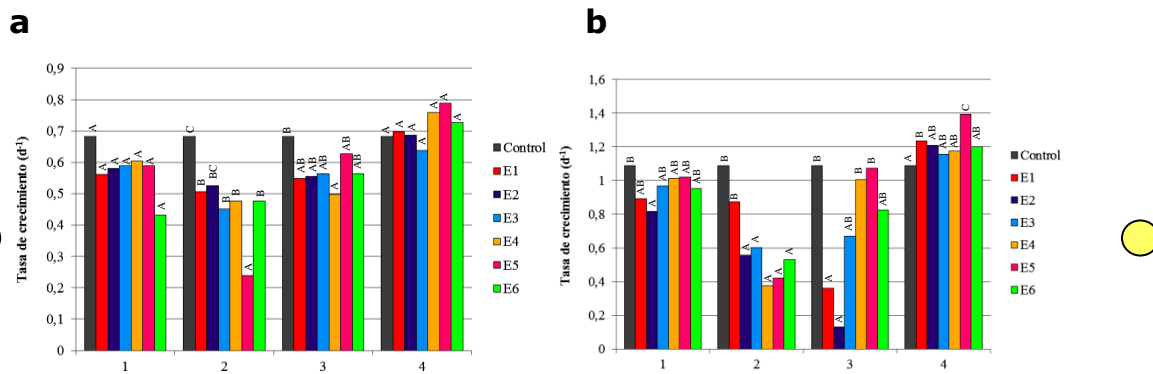 a
0,9
0,8
0,7
0,6
0,5
0,4
0,3
0,2
0,1
0
Tasa de crecimiento (d-1)
A A A A A A A
C B BC B B A B
B AB AB AB A AB AB
A A A A A A A
1 2 3 4
Control
E1
E2
E3
E4
E5
E6
b
1,6
1,4
1,2
1
0,8
0,6
0,4
0,2
0
Tasa de crecimiento (d-1)
B AB A AB AB AB AB
B B A A A A A
B A A AB B B AB
A B AB AB AB C AB
1 2 3 4
Control
E1
E2
E3
E4
E5
E6